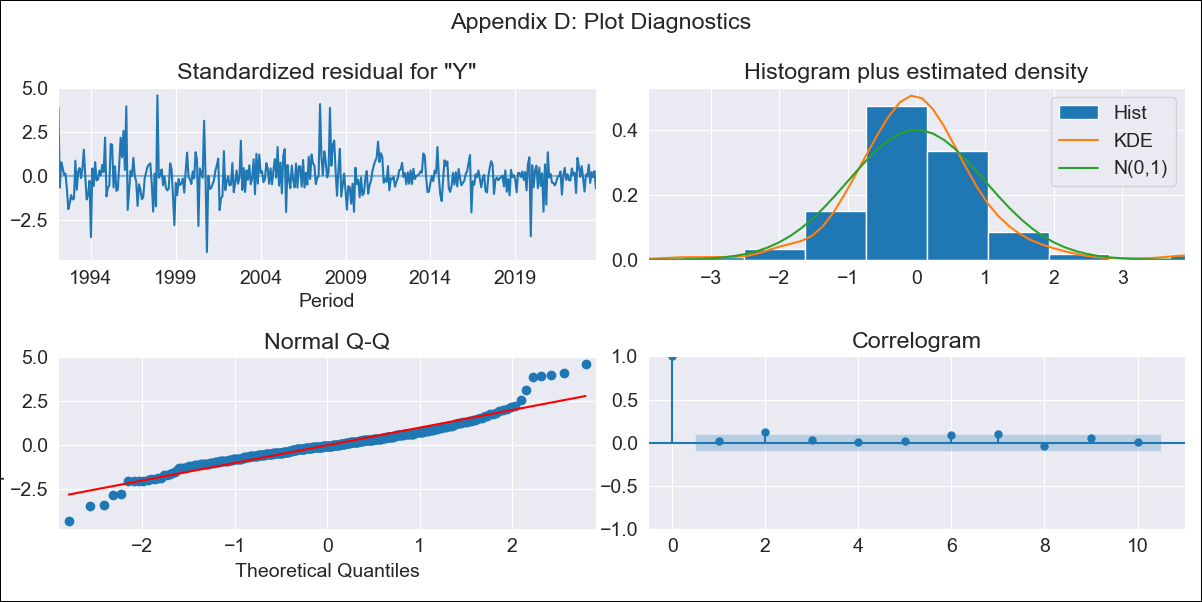 Appendix D: Plot Diagnostics
Standardized residual for "Y"
5.0
2.5
0.0
−2.5
1994 1999 2004 2009 2014 2019
Period
Histogram plus estimated density
0.4
0.2
0.0
−3 −2 −1 0 1 2 3
Hist
KDE
N(0,1)
Normal Q-Q
5.0
2.5
0.0
−2.5
−2 −1 0 1 2
Theoretical Quantiles
Correlogram
1.0
0.5
0.0
−0.5
−1.0
0 2 4 6 8 10